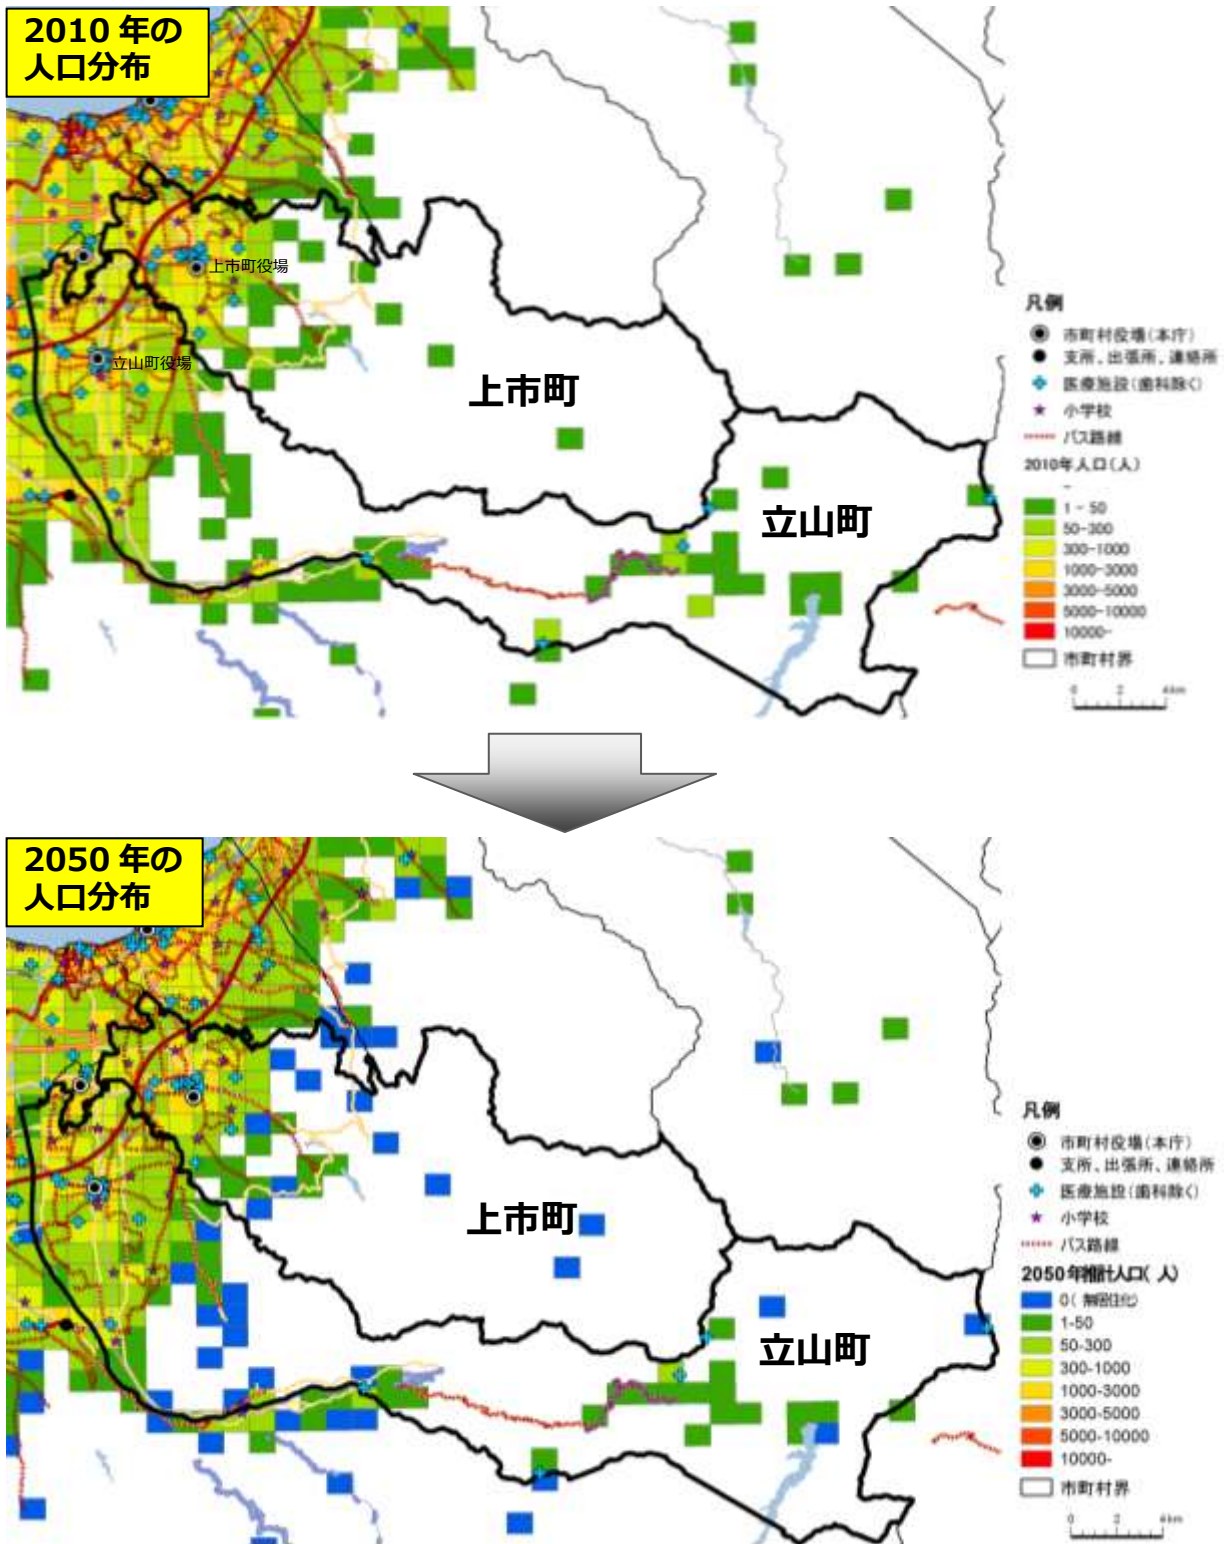 2010 年の
人口分布
上市町役場
立山町役場
上市町
立山町
凡例
市町村役場(本庁)
支所、出張所、連絡所
医療施設(歯科除く)
小学校
バス路線
2010年人口(人)
1 - 50
50-300
300-1000
1000-3000
3000-5000
5000-10000
10000-
市町村界
0 2 4km
2050 年の
人口分布
上市町
立山町
凡例
市町村役場(本庁)
支所、出張所、連絡所
医療施設(歯科除く)
小学校
バス路線
2050年推計人口( 人)
0( 無居住化)
1-50
50-300
300-1000
1000-3000
3000-5000
5000-10000
10000-
市町村界
0 2 4km